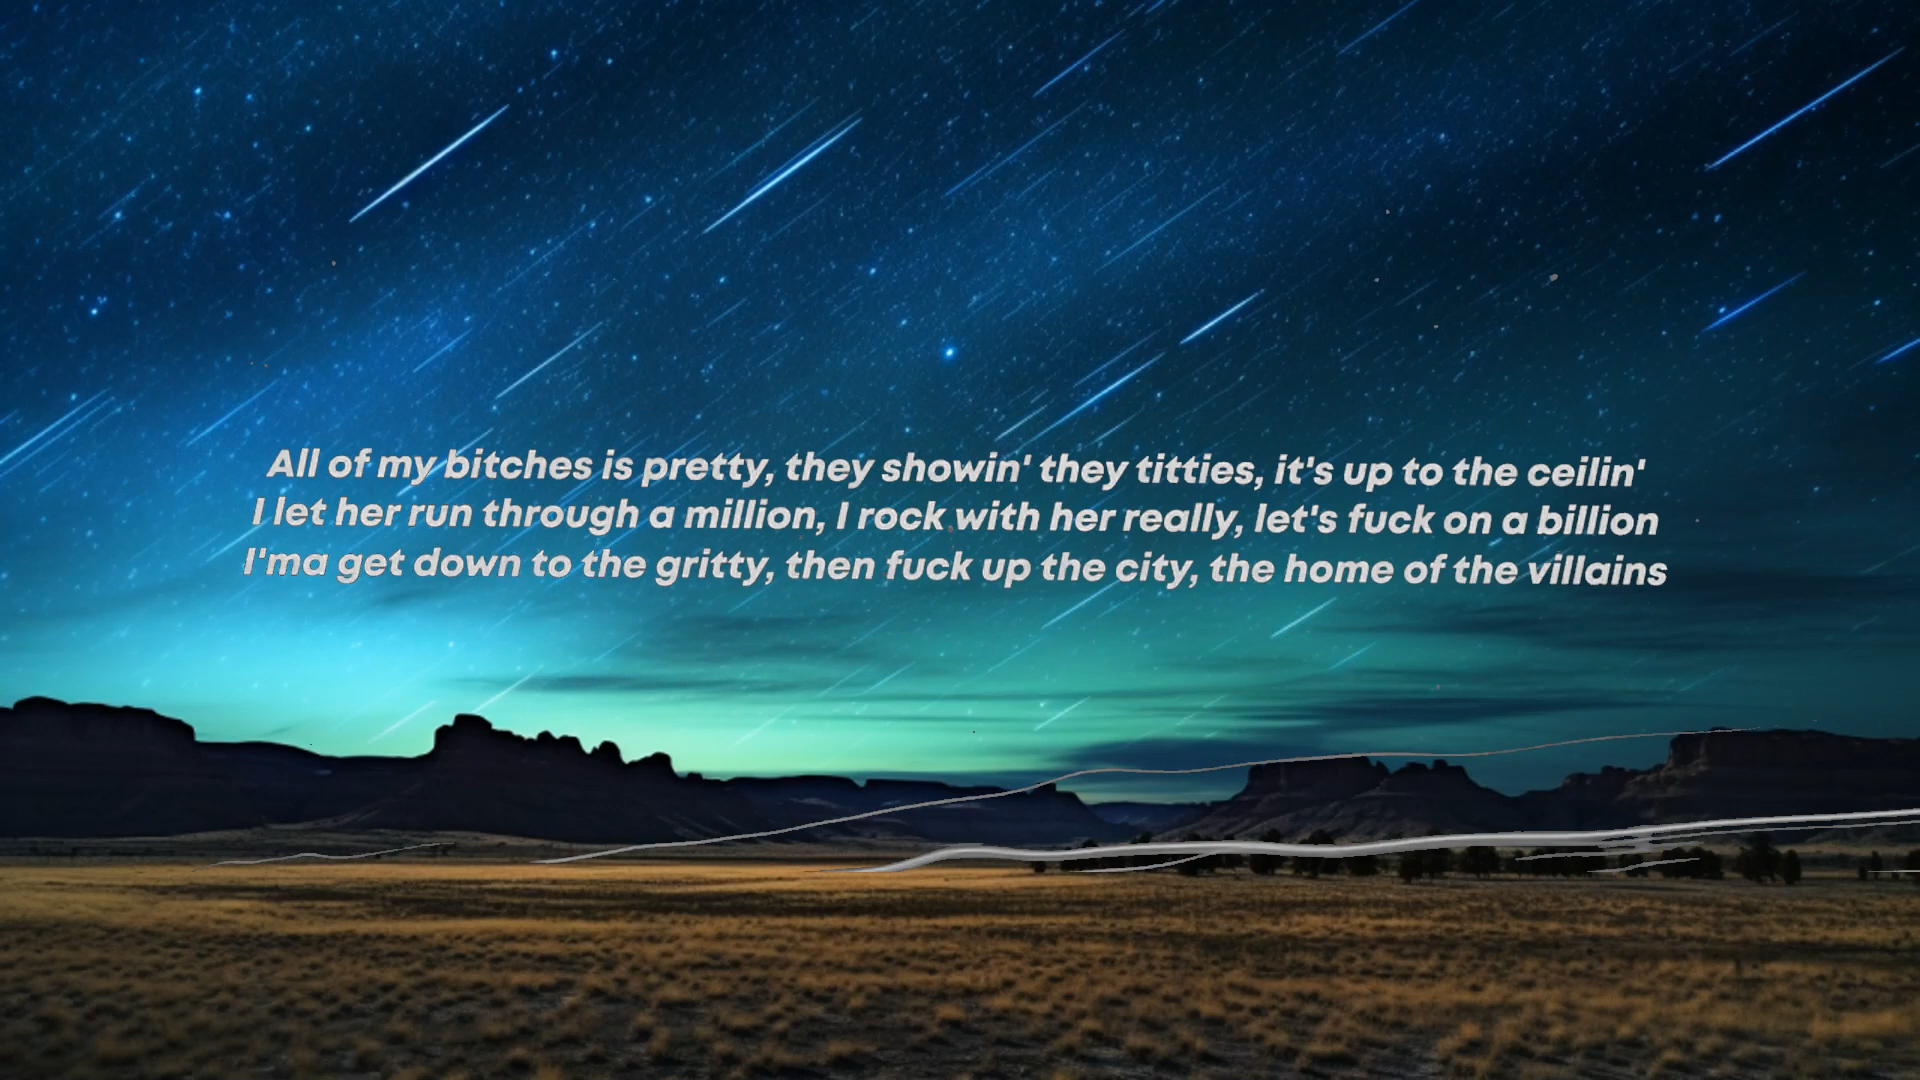 All of my bitches is pretty, they showin' they titties, it's up to the ceilin'
I let her run through a million, I rock with her really, let's fuck on a billion
I'ma get down to the gritty, then fuck up the city, the home of the villains